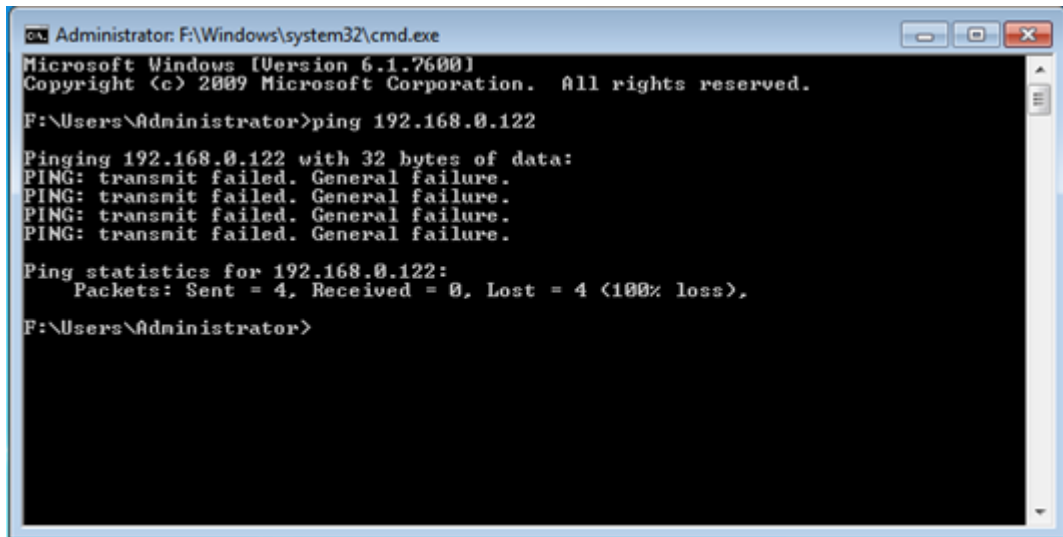 Administrator: F:\Windows\system32\cmd.exe
Microsoft Windows [Version 6.1.7600]
Copyright (c) 2009 Microsoft Corporation.  All rights reserved.
F:\Users\Administrator>ping 192.168.0.122
Pinging 192.168.0.122 with 32 bytes of data:
PING: transmit failed. General failure.
PING: transmit failed. General failure.
PING: transmit failed. General failure.
PING: transmit failed. General failure.
Ping statistics for 192.168.0.122:
    Packets: Sent = 4, Received = 0, Lost = 4 (100% loss),
F:\Users\Administrator>